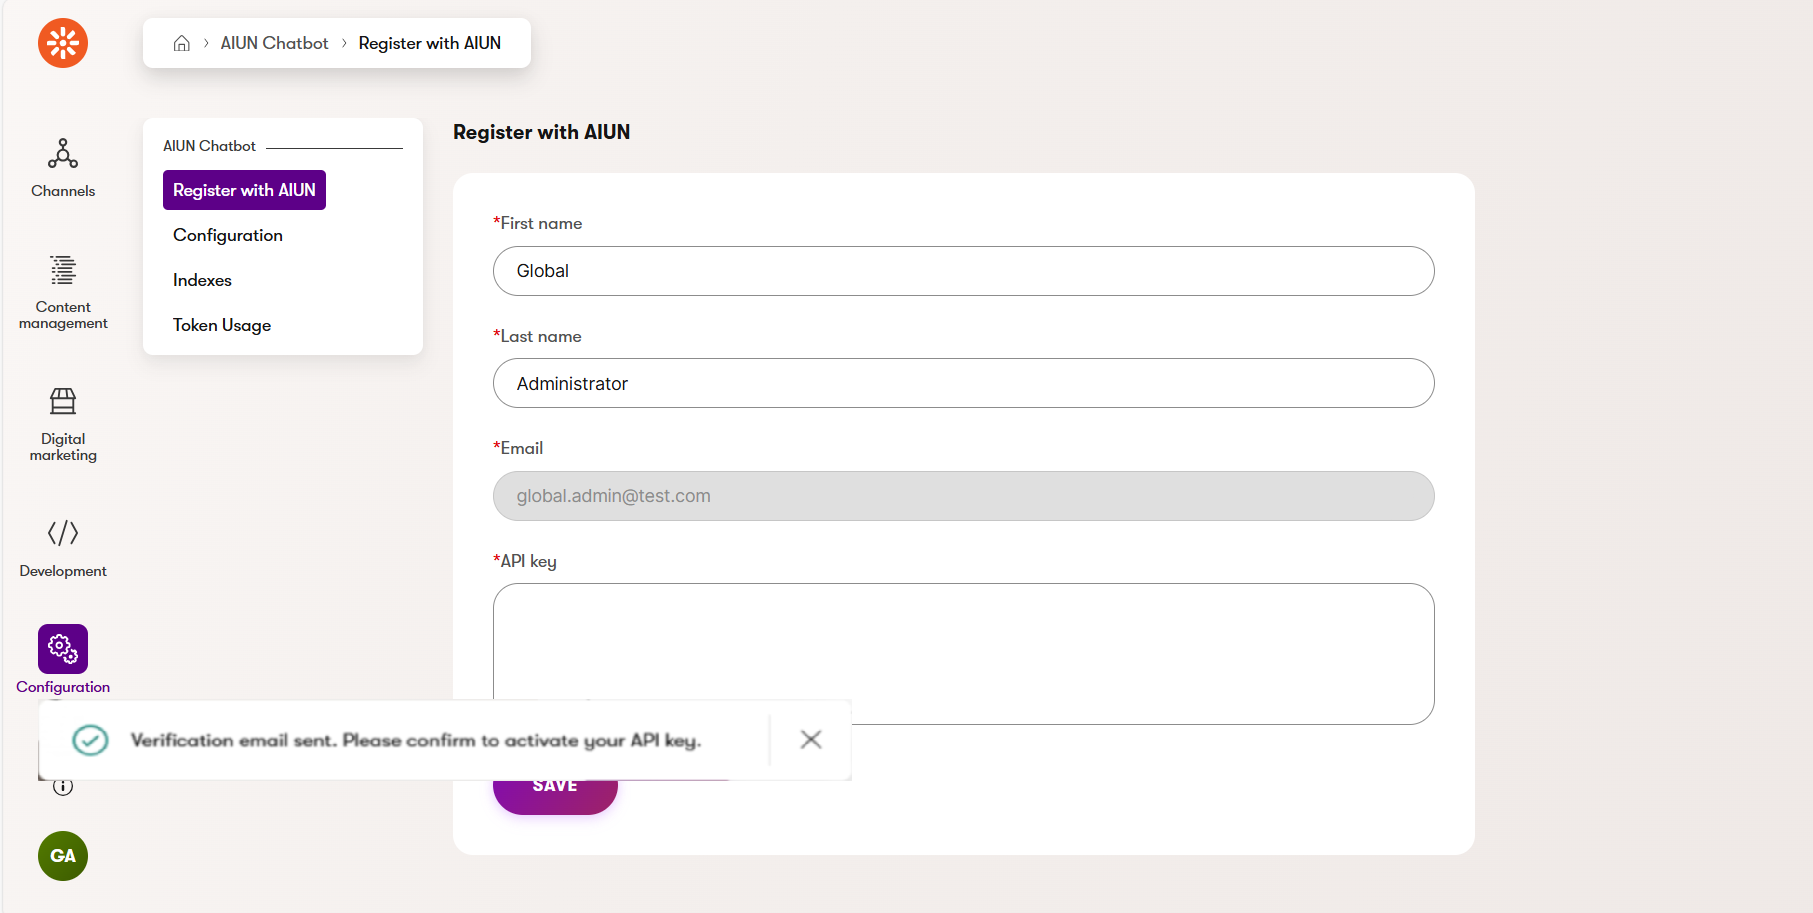 AIUN Chatbot
Register with AIUN
Channels
Content
management
Digital
marketing
Development
Configuration
GA
AIUN Chatbot
Register with AIUN
Configuration
Indexes
Token Usage
Register with AIUN
*First name
Global
*Last name
Administrator
*Email
global.admin@test.com
*API key
Verification email sent. Please confirm to activate your API key.
SAVE